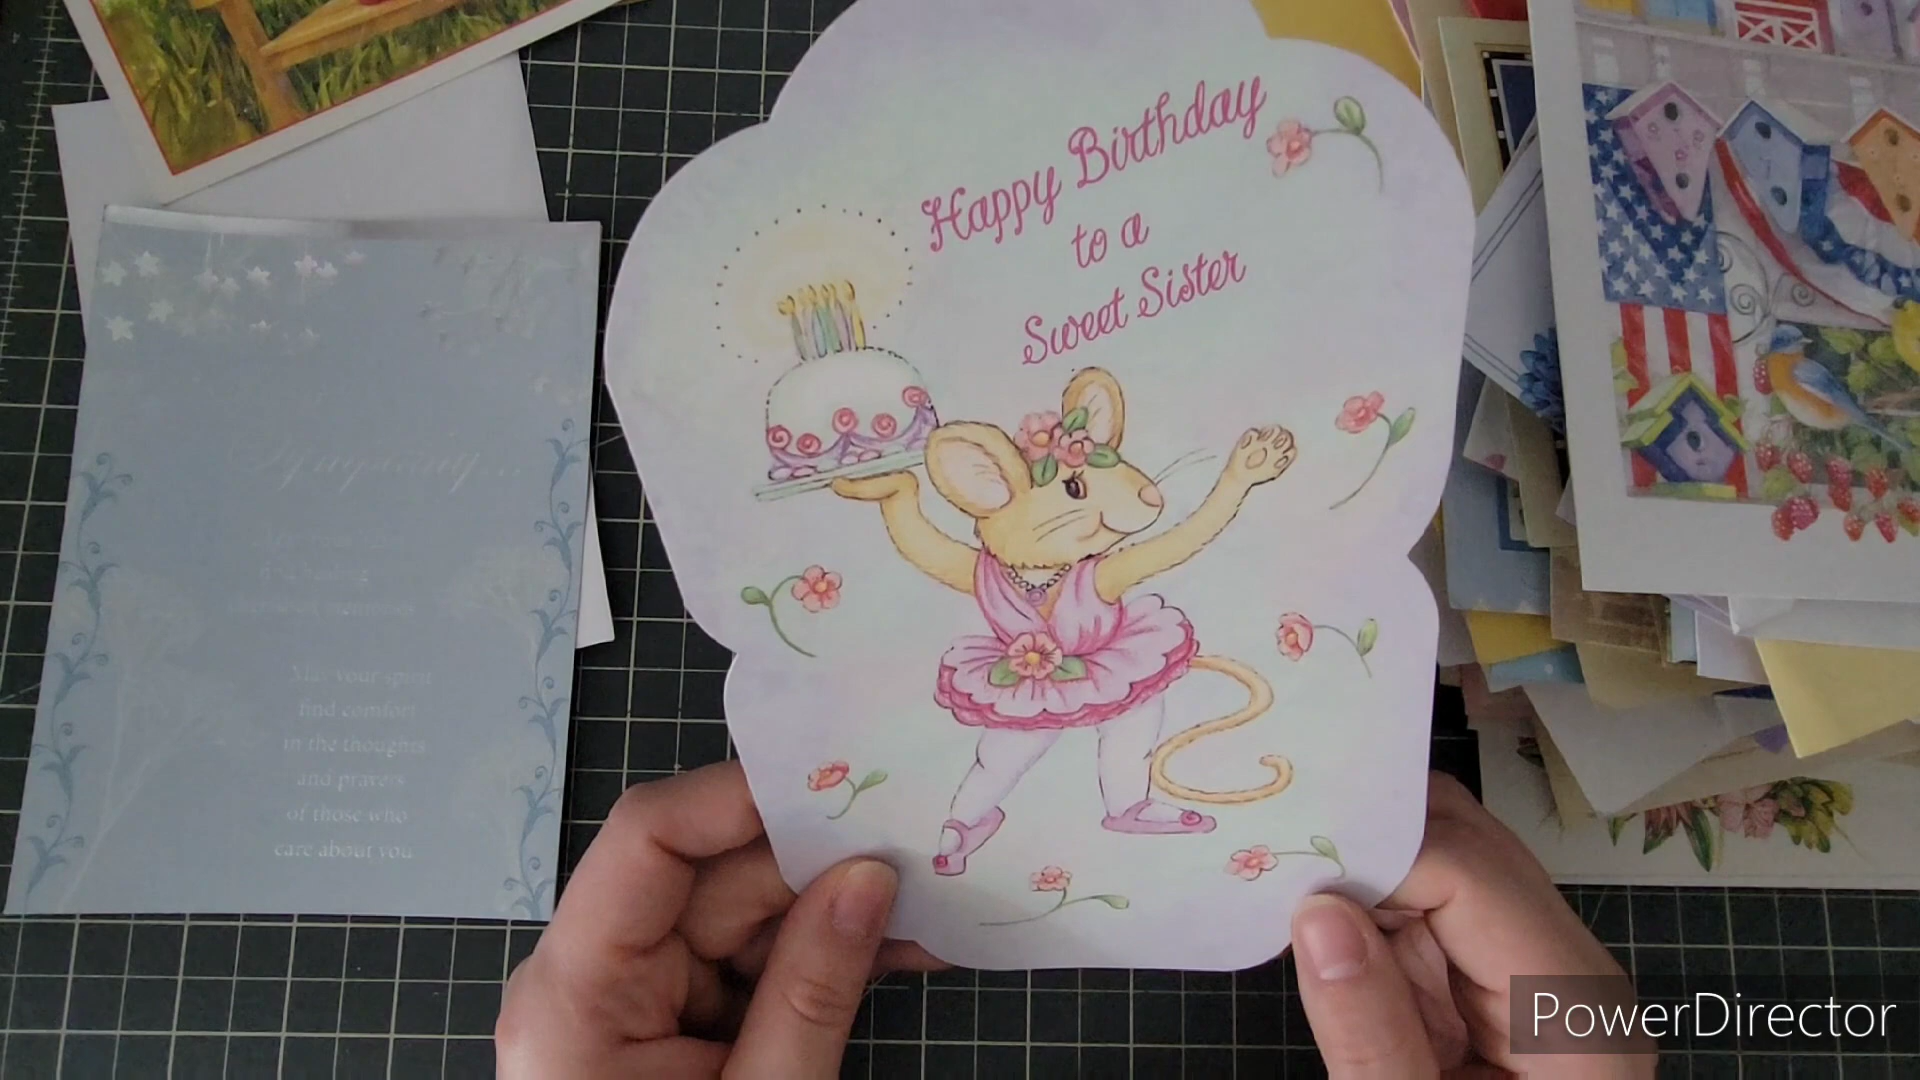 Happy Birthday
to a
Sweet Sister
Sympathy...
May your spirit
find comfort
in the thoughts
and prayers
of those who
care about you
PowerDirector